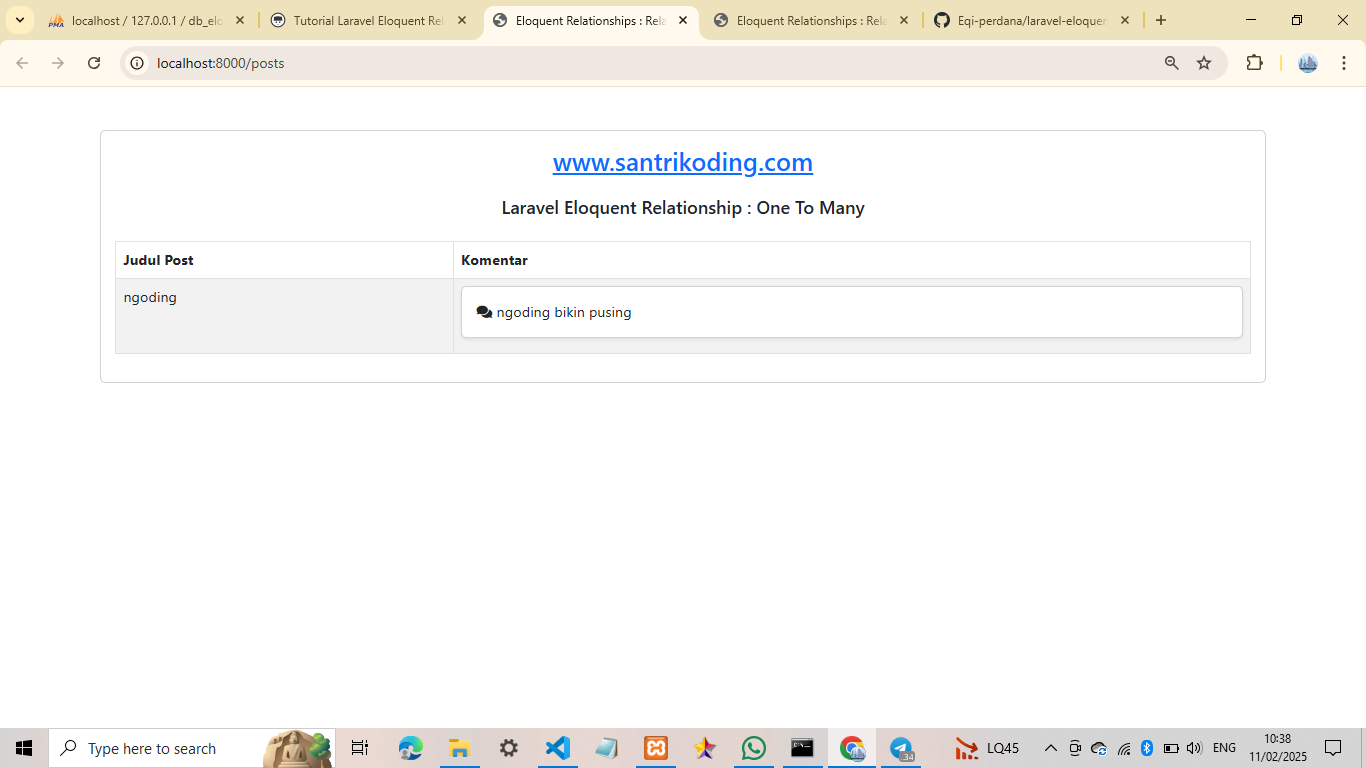 localhost / 127.0.0.1 / db_elo
Tutorial Laravel Eloquent Rel
Eloquent Relationships : Rela
Eloquent Relationships : Rela
Eqi-perdana/laravel-eloquen
localhost:8000/posts
www.santrikoding.com
Laravel Eloquent Relationship : One To Many
Judul Post
Komentar
ngoding
ngoding bikin pusing
Type here to search
34
LQ45
ENG
10:38
11/02/2025